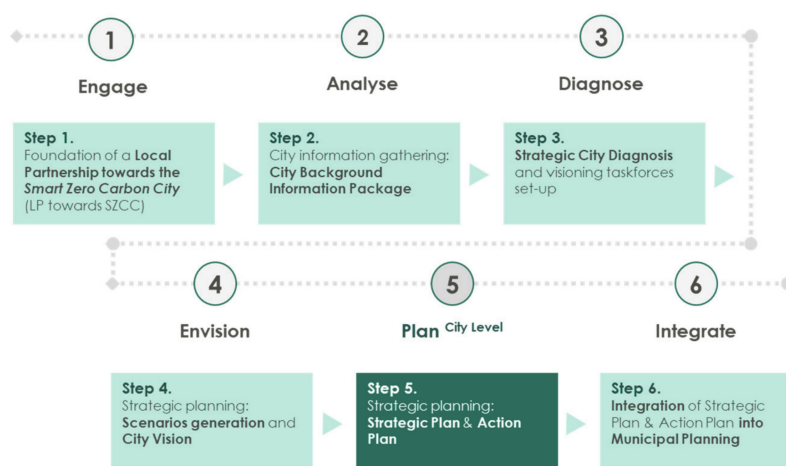 1
2
3
Engage
Analyse
Diagnose
Step 1.
Foundation of a Local
Partnership towards the
Smart Zero Carbon City
(LP towards SZCC)
Step 2.
City information gathering:
City Background
Information Package
Step 3.
Strategic City Diagnosis
and visioning taskforces
set-up
4
5
6
Envision
Plan City Level
Integrate
Step 4.
Strategic planning:
Scenarios generation and
City Vision
Step 5.
Strategic planning:
Strategic Plan & Action
Plan
Step 6.
Integration of Strategic
Plan & Action Plan into
Municipal Planning